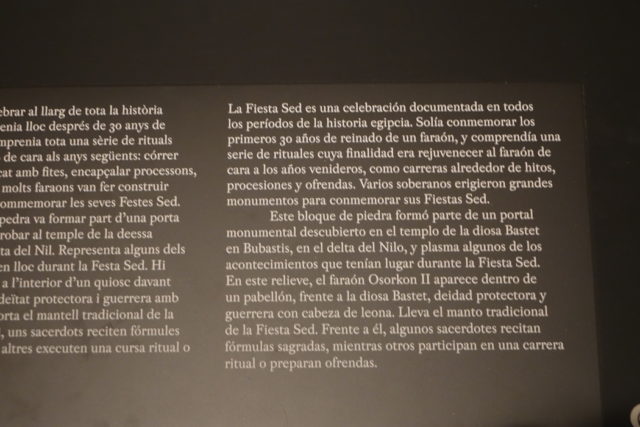 ebrar al llarg de tota la història
enia lloc després de 30 anys de
mprenia tota una sèrie de rituals
de cara als anys següents: córrer
cat amb fites, encapçalar processons,
molts faraons van fer construir
ommemorar les seves Festes Sed.
pedra va formar part d'una porta
robar al temple de la deessa
ta del Nil. Representa alguns dels
en lloc durant la Festa Sed. Hi
a l'interior d'un quiosc davant
deïtat protectora i guerrera amb
orta el mantell tradicional de la
l, uns sacerdots reciten fórmules
altres executen una cursa ritual o
La Fiesta Sed es una celebración documentada en todos
los períodos de la historia egipcia. Solía conmemorar los
primeros 30 años de reinado de un faraón, y comprendía una
serie de rituales cuya finalidad era rejuvenecer al faraón de
cara a los años venideros, como carreras alrededor de hitos,
procesiones y ofrendas. Varios soberanos erigieron grandes
monumentos para conmemorar sus Fiestas Sed.
Este bloque de piedra formó parte de un portal
monumental descubierto en el templo de la diosa Bastet
en Bubastis, en el delta del Nilo, y plasma algunos de los
acontecimientos que tenían lugar durante la Fiesta Sed.
En este relieve, el faraón Osorkon II aparece dentro de
un pabellón, frente a la diosa Bastet, deidad protectora y
guerrera con cabeza de leona. Lleva el manto tradicional
de la Fiesta Sed. Frente a él, algunos sacerdotes recitan
fórmulas sagradas, mientras otros participan en una carrera
ritual o preparan ofrendas.